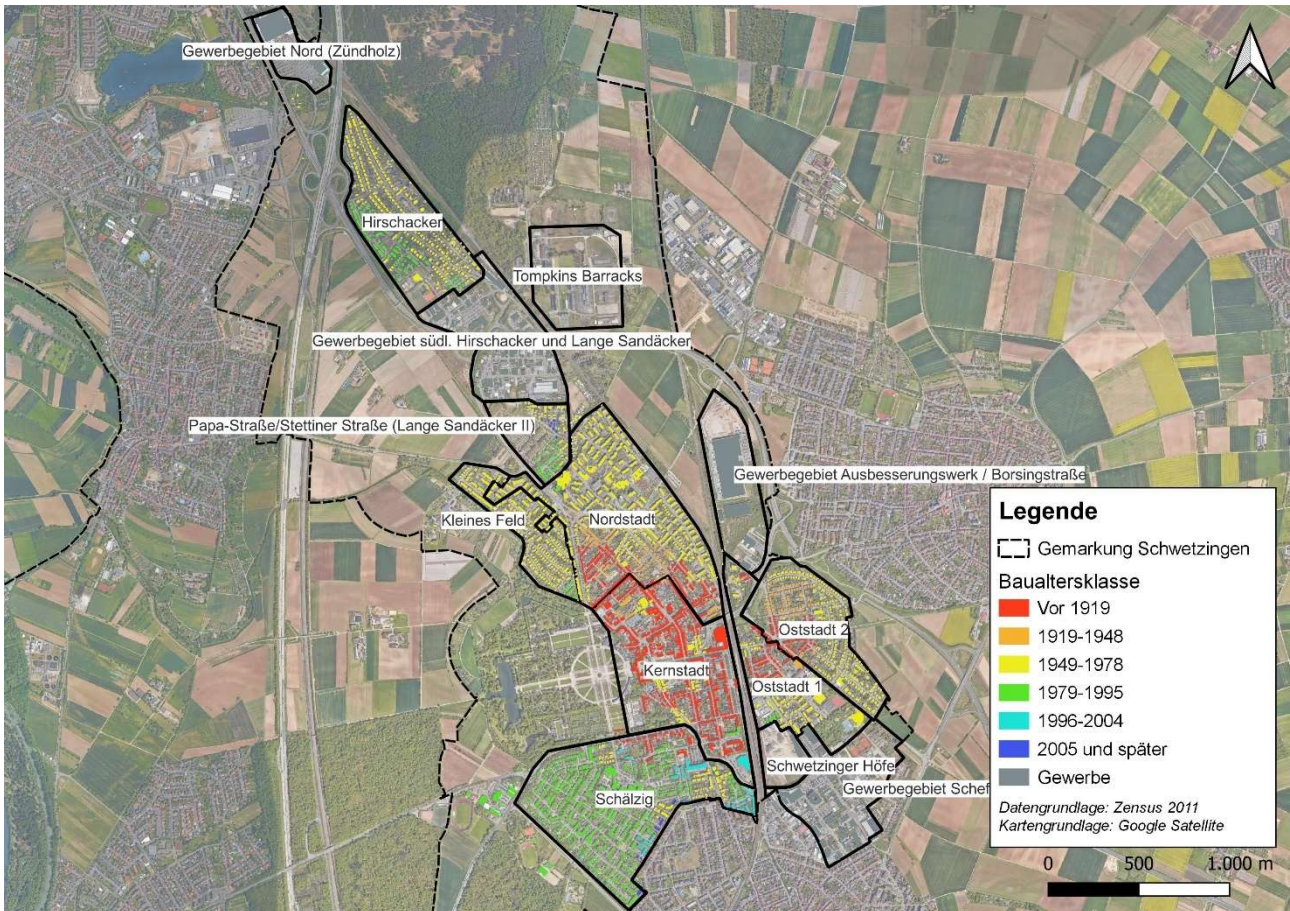 Gewerbegebiet Nord (Zündholz)
Hirschacker
Tompkins Barracks
Gewerbegebiet südl. Hirschacker und Lange Sandäcker
Papa-Straße/Stettiner Straße (Lange Sandäcker II)
Gewerbegebiet Ausbesserungswerk / Borsingstraße
Kleines Feld
Nordstadt
Oststadt 2
Kernstadt
Oststadt 1
Schwetzinger Höfe
Gewerbegebiet Schef
Schälzig
Legende
Gemarkung Schwetzingen
Baualtersklasse
Vor 1919
1919-1948
1949-1978
1979-1995
1996-2004
2005 und später
Gewerbe
Datengrundlage: Zensus 2011
Kartengrundlage: Google Satellite
0 500 1.000 m